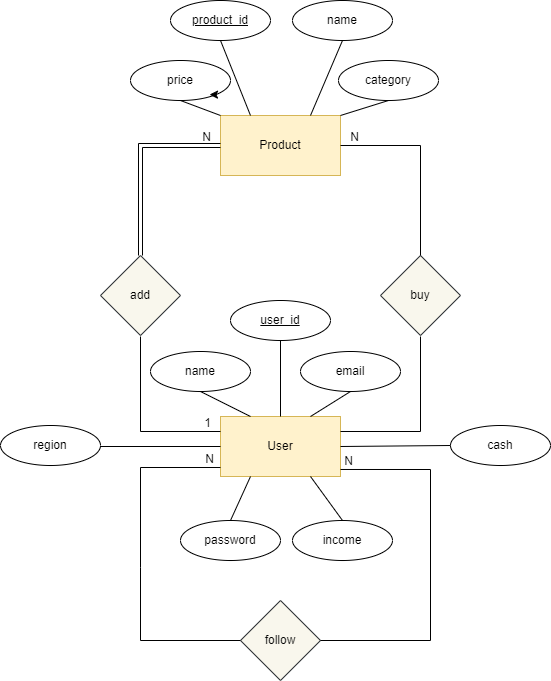 product_id
name
price
category
N
Product
N
add
buy
user_id
name
email
1
region
User
cash
N
N
password
income
follow